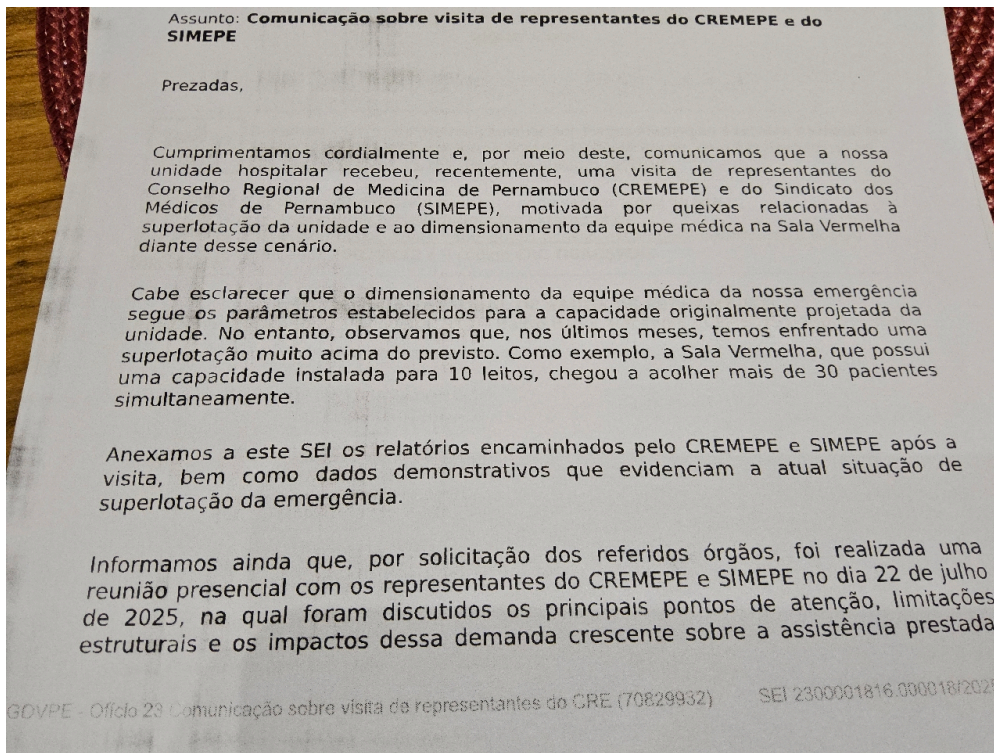 Assunto: Comunicação sobre visita de representantes do CREMEPE e do
SIMEPE
Prezadas,
Cumprimentamos cordialmente e, por meio deste, comunicamos que a nossa
unidade hospitalar recebeu, recentemente, uma visita de representantes do
Conselho Regional de Medicina de Pernambuco (CREMEPE) e do Sindicato dos
Médicos de Pernambuco (SIMEPE), motivada por queixas relacionadas à
superlotação da unidade e ao dimensionamento da equipe médica na Sala Vermelha
diante desse cenário.
Cabe esclarecer que o dimensionamento da equipe médica da nossa emergência
segue os parâmetros estabelecidos para a capacidade originalmente projetada da
unidade. No entanto, observamos que, nos últimos meses, temos enfrentado uma
superlotação muito acima do previsto. Como exemplo, a Sala Vermelha, que possui
uma capacidade instalada para 10 leitos, chegou a acolher mais de 30 pacientes
simultaneamente.
Anexamos a este SEI os relatórios encaminhados pelo CREMEPE e SIMEPE após a
visita, bem como dados demonstrativos que evidenciam a atual situação de
superlotação da emergência.
Informamos ainda que, por solicitação dos referidos órgãos, foi realizada uma
reunião presencial com os representantes do CREMEPE e SIMEPE no dia 22 de julho
de 2025, na qual foram discutidos os principais pontos de atenção, limitações
estruturais e os impactos dessa demanda crescente sobre a assistência prestada
GOVPE - Ofício 23 Comunicação sobre visita de representantes do CRE (70829932) SEI 2300001816.000018/202